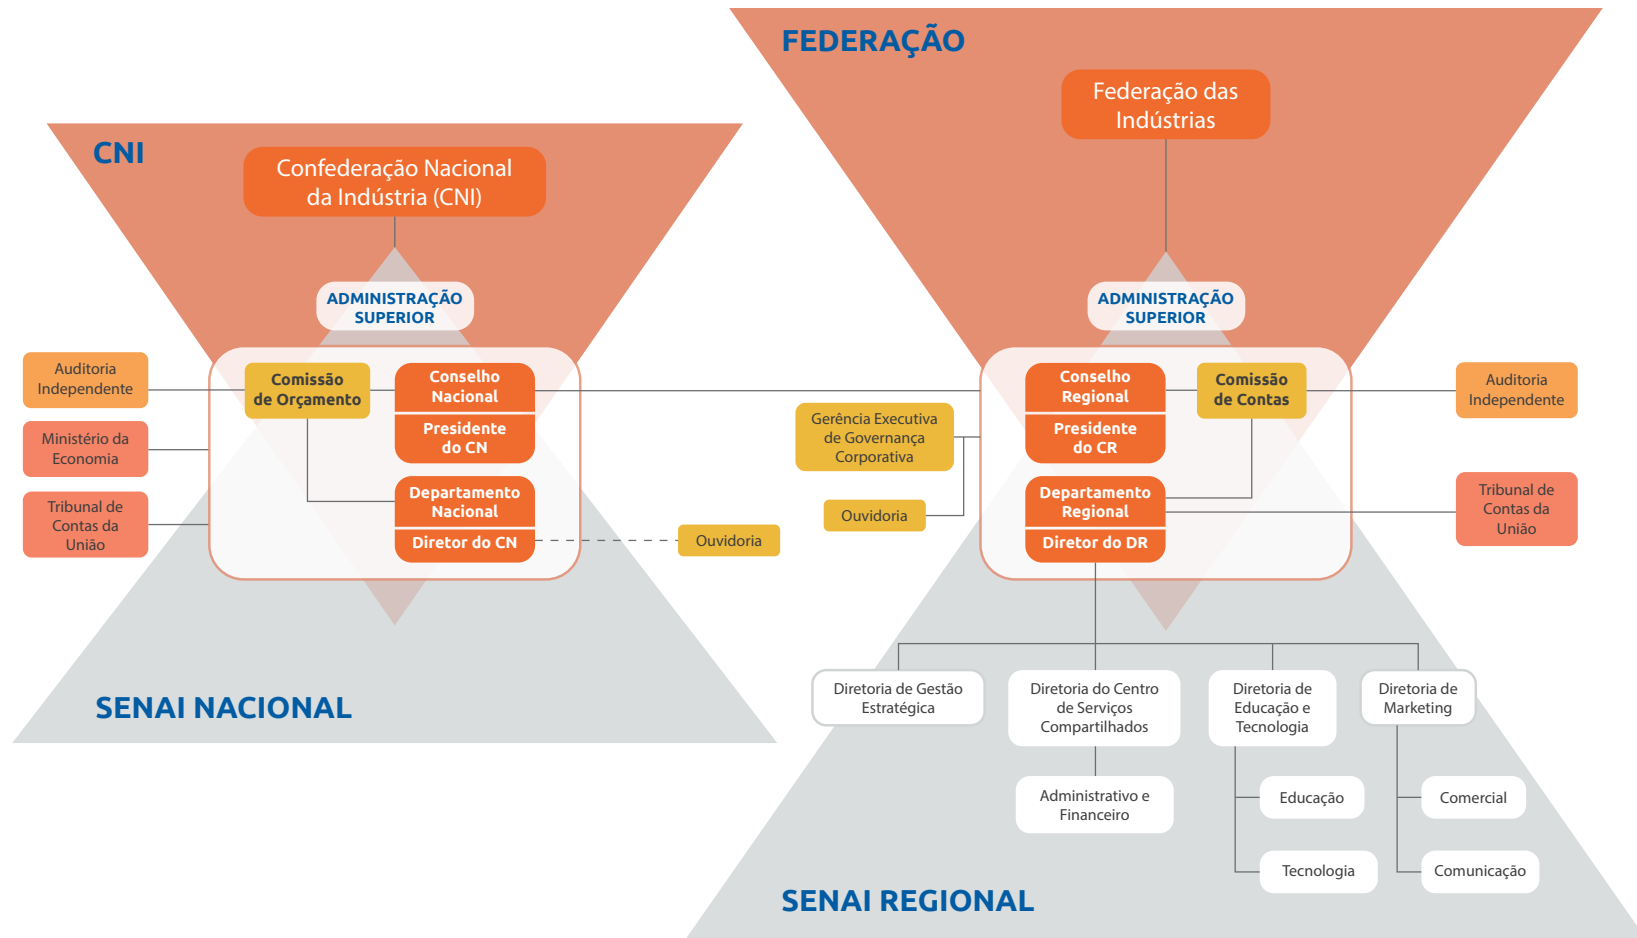 CNI
Confederação Nacional
da Indústria (CNI)
ADMINISTRAÇÃO
SUPERIOR
Auditoria
Independente
Ministério da
Economia
Tribunal de
Contas da
União
Comissão
de Orçamento
Conselho
Nacional
Presidente
do CN
Departamento
Nacional
Diretor do CN
Ouvidoria
SENAI NACIONAL
FEDERAÇÃO
Federação das
Indústrias
ADMINISTRAÇÃO
SUPERIOR
Gerência Executiva
de Governança
Corporativa
Ouvidoria
Conselho
Regional
Presidente
do CR
Departamento
Regional
Diretor do DR
Comissão
de Contas
Auditoria
Independente
Tribunal de
Contas da
União
Diretoria de Gestão
Estratégica
Diretoria do Centro
de Serviços
Compartilhados
Administrativo e
Financeiro
Diretoria de
Educação e
Tecnologia
Educação
Tecnologia
Diretoria de
Marketing
Comercial
Comunicação
SENAI REGIONAL